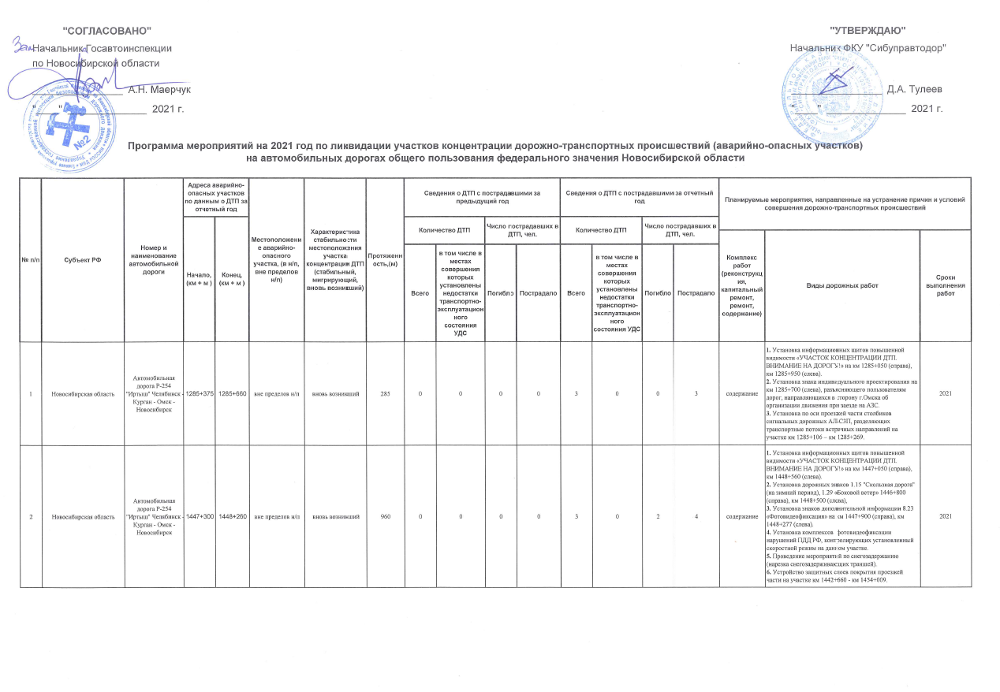 "СОГЛАСОВАНО"
Зам
Начальник Госавтоинспекции
по Новосибирской области
А.Н. Маерчук
" " 2021 г.
№2
"УТВЕРЖДАЮ"
Начальник ФКУ "Сибуправтодор"
Д.А. Тулеев
" " 2021 г.
Программа мероприятий на 2021 год по ликвидации участков концентрации дорожно-транспортных происшествий (аварийно-опасных участков)
на автомобильных дорогах общего пользования федерального значения Новосибирской области
№ п/п
Субъект РФ
Номер и
наименование
автомобильной
дороги
Адреса аварийно-
опасных участков
по данным о ДТП за
отчетный год
Начало,
(км + м )
Конец,
(км + м )
Местоположени
е аварийно-
опасного
участка, (в н/п,
вне пределов
н/п)
Характеристика
стабильности
местоположения
участка
концентрации ДТП
(стабильный,
мигрирующий,
вновь возникший)
Протяженн
ость,(м)
Сведения о ДТП с пострадавшими за
предыдущий год
Количество ДТП
Число пострадавших в
ДТП, чел.
Всего
в том числе в
местах
совершения
которых
установлены
недостатки
транспортно-
эксплуатацион
ного
состояния
УДС
Погибло
Пострадало
Сведения о ДТП с пострадавшими за отчетный
год
Количество ДТП
Число пострадавших в
ДТП, чел.
Всего
в том числе в
местах
совершения
которых
установлены
недостатки
транспортно-
эксплуатацион
ного
состояния УДС
Погибло
Пострадало
Планируемые мероприятия, направленные на устранение причин и условий
совершения дорожно-транспортных происшествий
Комплекс
работ
(реконструкц
ия,
капитальный
ремонт,
ремонт,
содержание)
Виды дорожных работ
Сроки
выполнения
работ
1
Новосибирская область
Автомобильная
дорога Р-254
"Иртыш" Челябинск -
Курган - Омск -
Новосибирск
1285+375
1285+660
вне пределов н/п
вновь возникший
285
0
0
0
0
3
0
0
3
содержание
1. Установка информационных щитов повышенной
видимости «УЧАСТОК КОНЦЕНТРАЦИИ ДТП.
ВНИМАНИЕ НА ДОРОГУ!» на км 1285+050 (справа),
км 1285+950 (слева).
2. Установка знака индивидуального проектирования на
км 1285+700 (слева), разъясняющего пользователям
дорог, направляющихся в сторону г.Омска об
организации движения при заезде на АЗС.
3. Установка по оси проезжей части столбиков
сигнальных дорожных АЛ-СЗП, разделяющих
транспортные потоки встречных направлений на
участке км 1285+106 – км 1285+269.
2021
2
Новосибирская область
Автомобильная
дорога Р-254
"Иртыш" Челябинск -
Курган - Омск -
Новосибирск
1447+300
1448+260
вне пределов н/п
вновь возникший
960
0
0
0
0
3
0
2
4
содержание
1. Установка информационных щитов повышенной
видимости «УЧАСТОК КОНЦЕНТРАЦИИ ДТП.
ВНИМАНИЕ НА ДОРОГУ!» на км 1447+050 (справа),
км 1448+560 (слева).
2. Установка дорожных знаков 1.15 "Скользкая дорога"
(на зимний период), 1.29 «Боковой ветер» 1446+800
(справа), км 1448+500 (слева),
3. Установка знаков дополнительной информации 8.23
«Фотовидеофиксация» на км 1447+900 (справа), км
1448+277 (слева).
4. Установка комплексов фотовидеофиксации
нарушений ПДД РФ, контролирующих установленный
скоростной режим на данном участке.
5. Проведение мероприятий по снегозадержанию
(нарезка снегозадерживающих траншей).
6. Устройство защитных слоев покрытия проезжей
части на участке км 1442+660 - км 1454+009.
2021